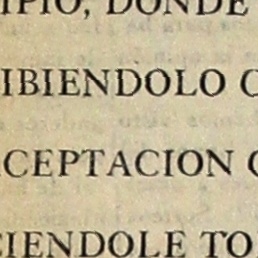 IPIO, DONDE
IBIENDOLO C
CEPTACION
CIENDOLE TO